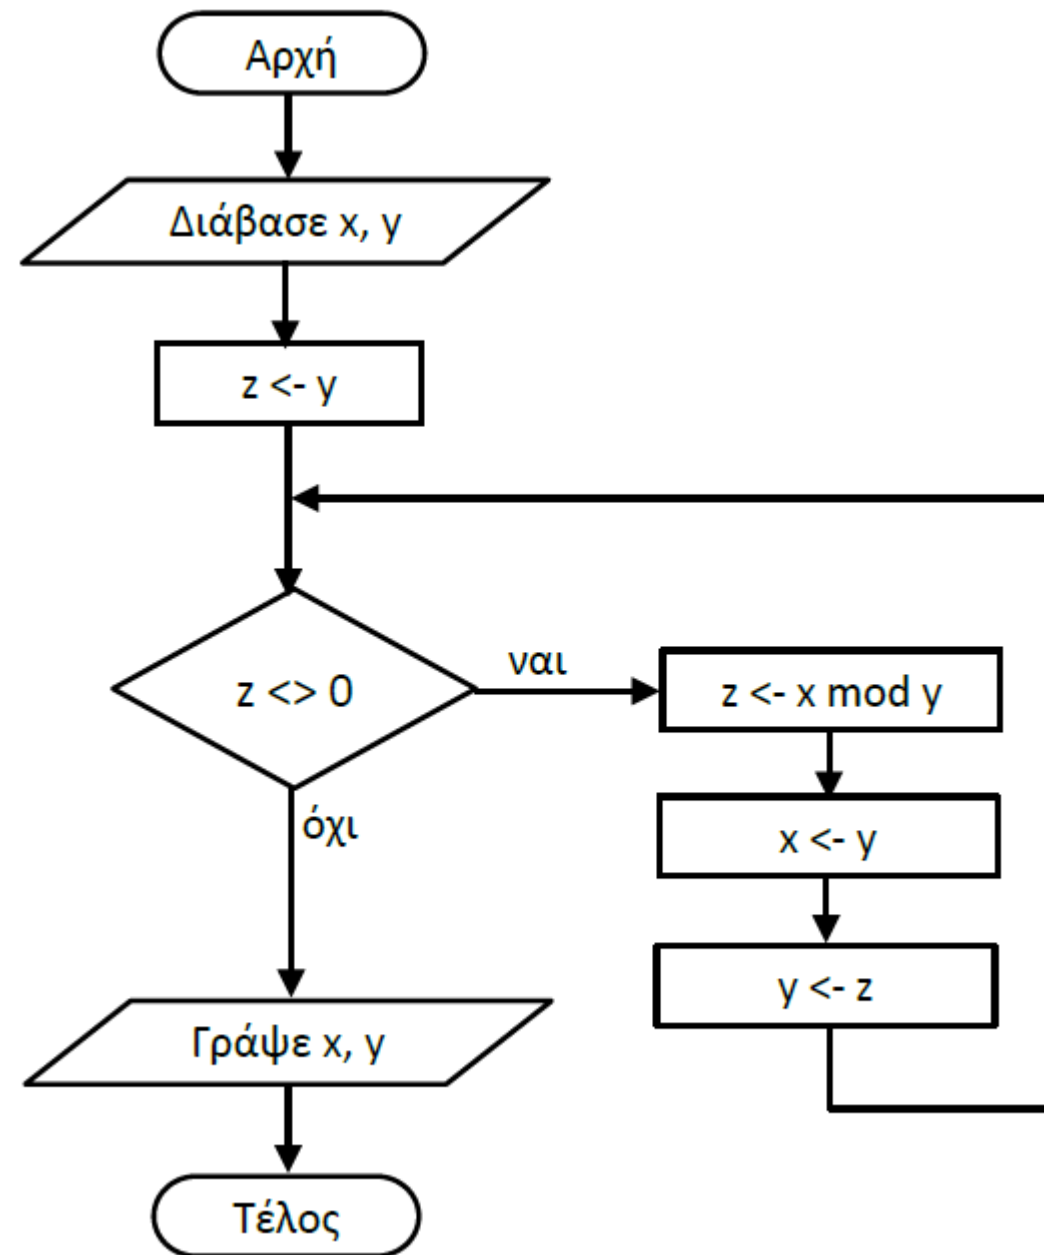 Αρχή
Διάβασε x, y
z <- y
z <> 0
ναι
z <- x mod y
x <- y
y <- z
όχι
Γράψε x, y
Τέλος